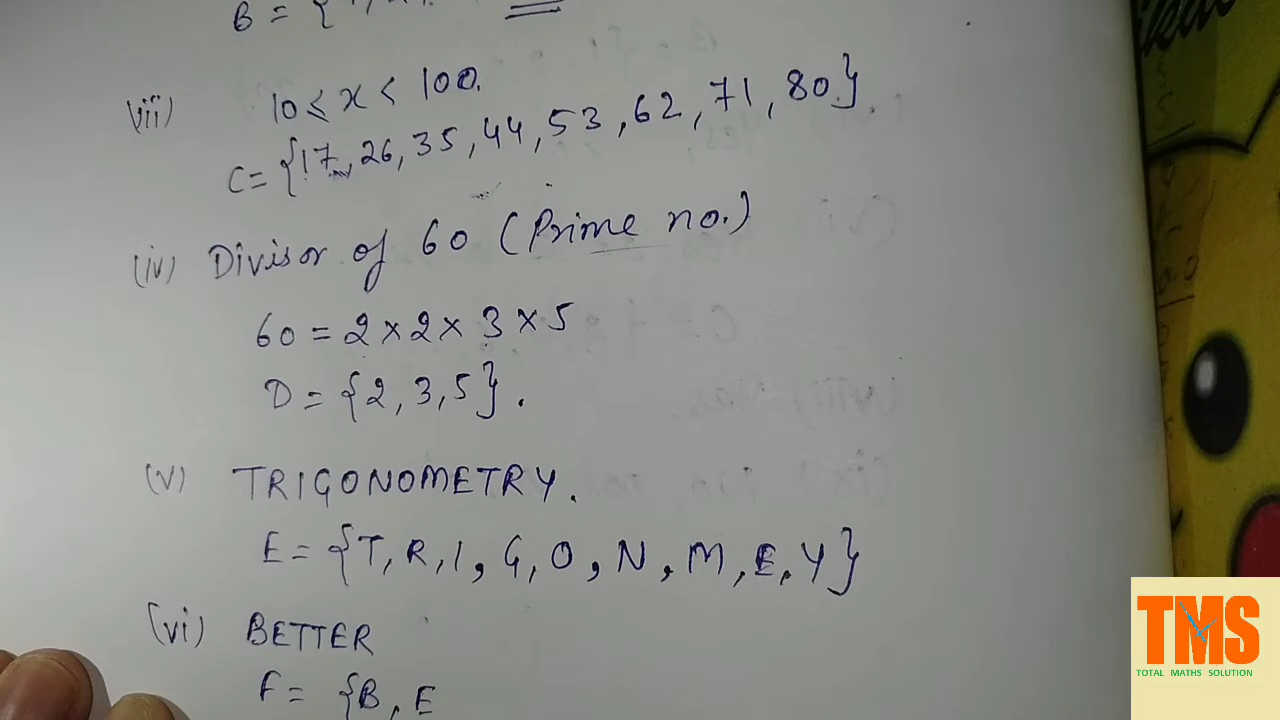 B = {
(iii) 10 < x < 100.
C = {17, 26, 35, 44, 53, 62, 71, 80.}.
(iv) Divisor of 60 (Prime no.)
60 = 2 × 2 × 3 × 5
D = {2, 3, 5}.
(v) TRIGONOMETRY.
E = {T, R, I, G, O, N, M, E, Y}
(vi) BETTER
F = {B, E
TMS
TOTAL MATHS SOLUTION